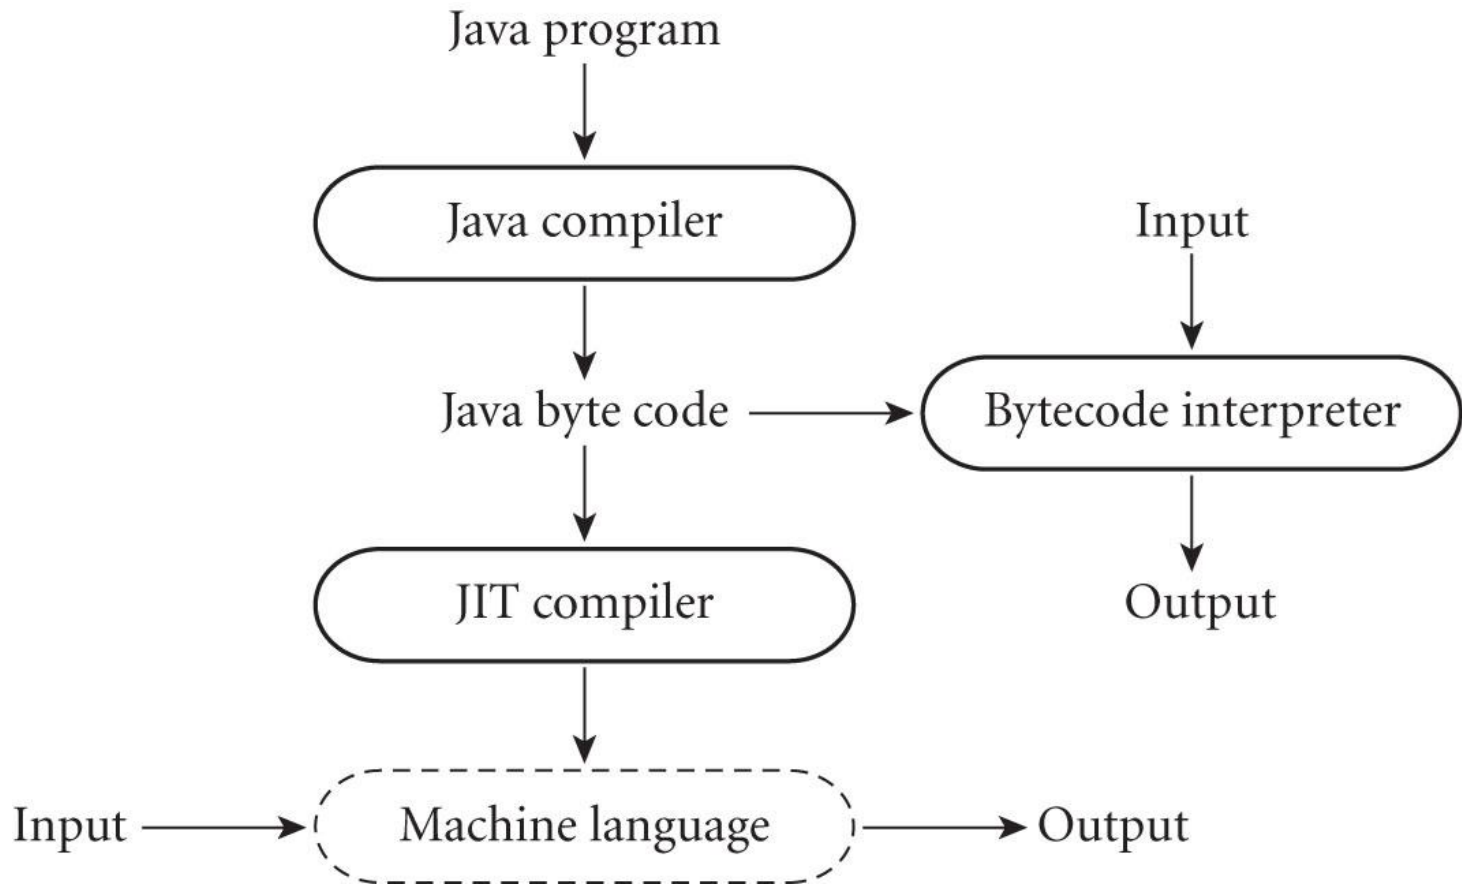 Java program
Java compiler
Input
Java byte code
Bytecode interpreter
JIT compiler
Output
Input
Machine language
Output